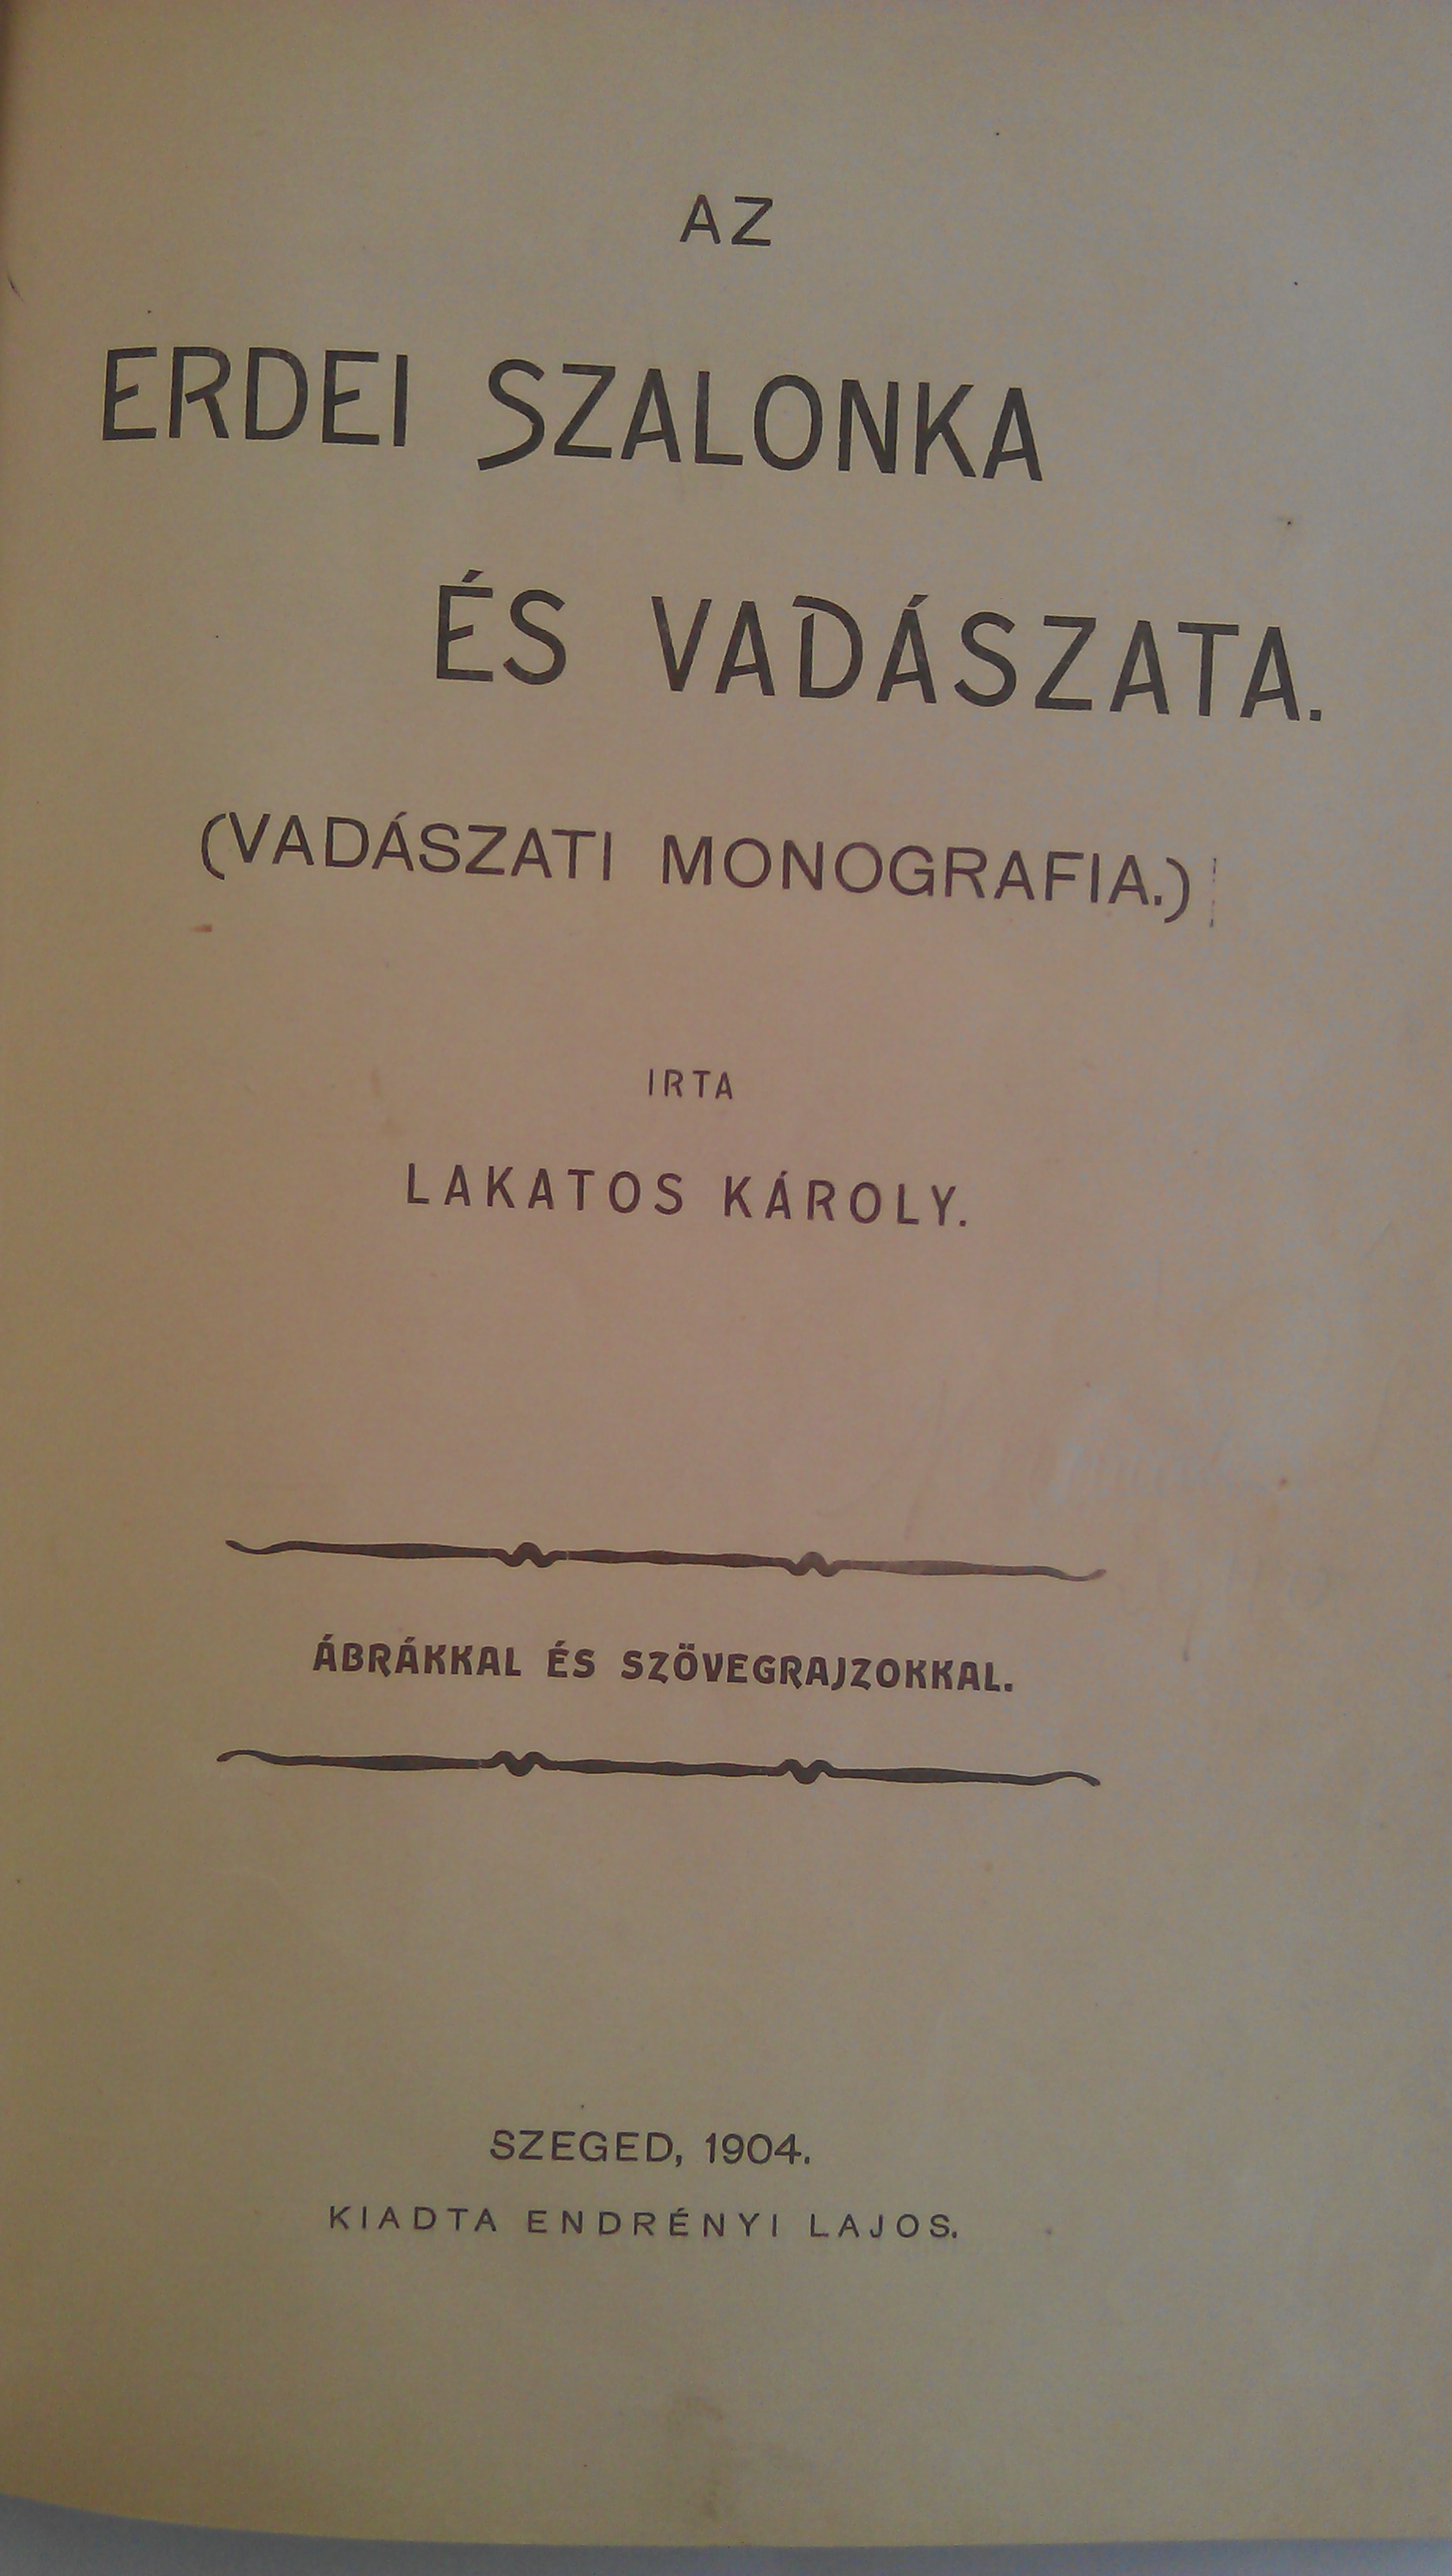 AZ
ERDEI SZALONKA
ÉS VADÁSZATA.
(VADÁSZATI MONOGRAFIA.)
IRTA
LAKATOS KÁROLY.
ÁBRÁKKAL ÉS SZÖVEGRAJZOKKAL.
SZEGED, 1904.
KIADTA ENDRÉNYI LAJOS.